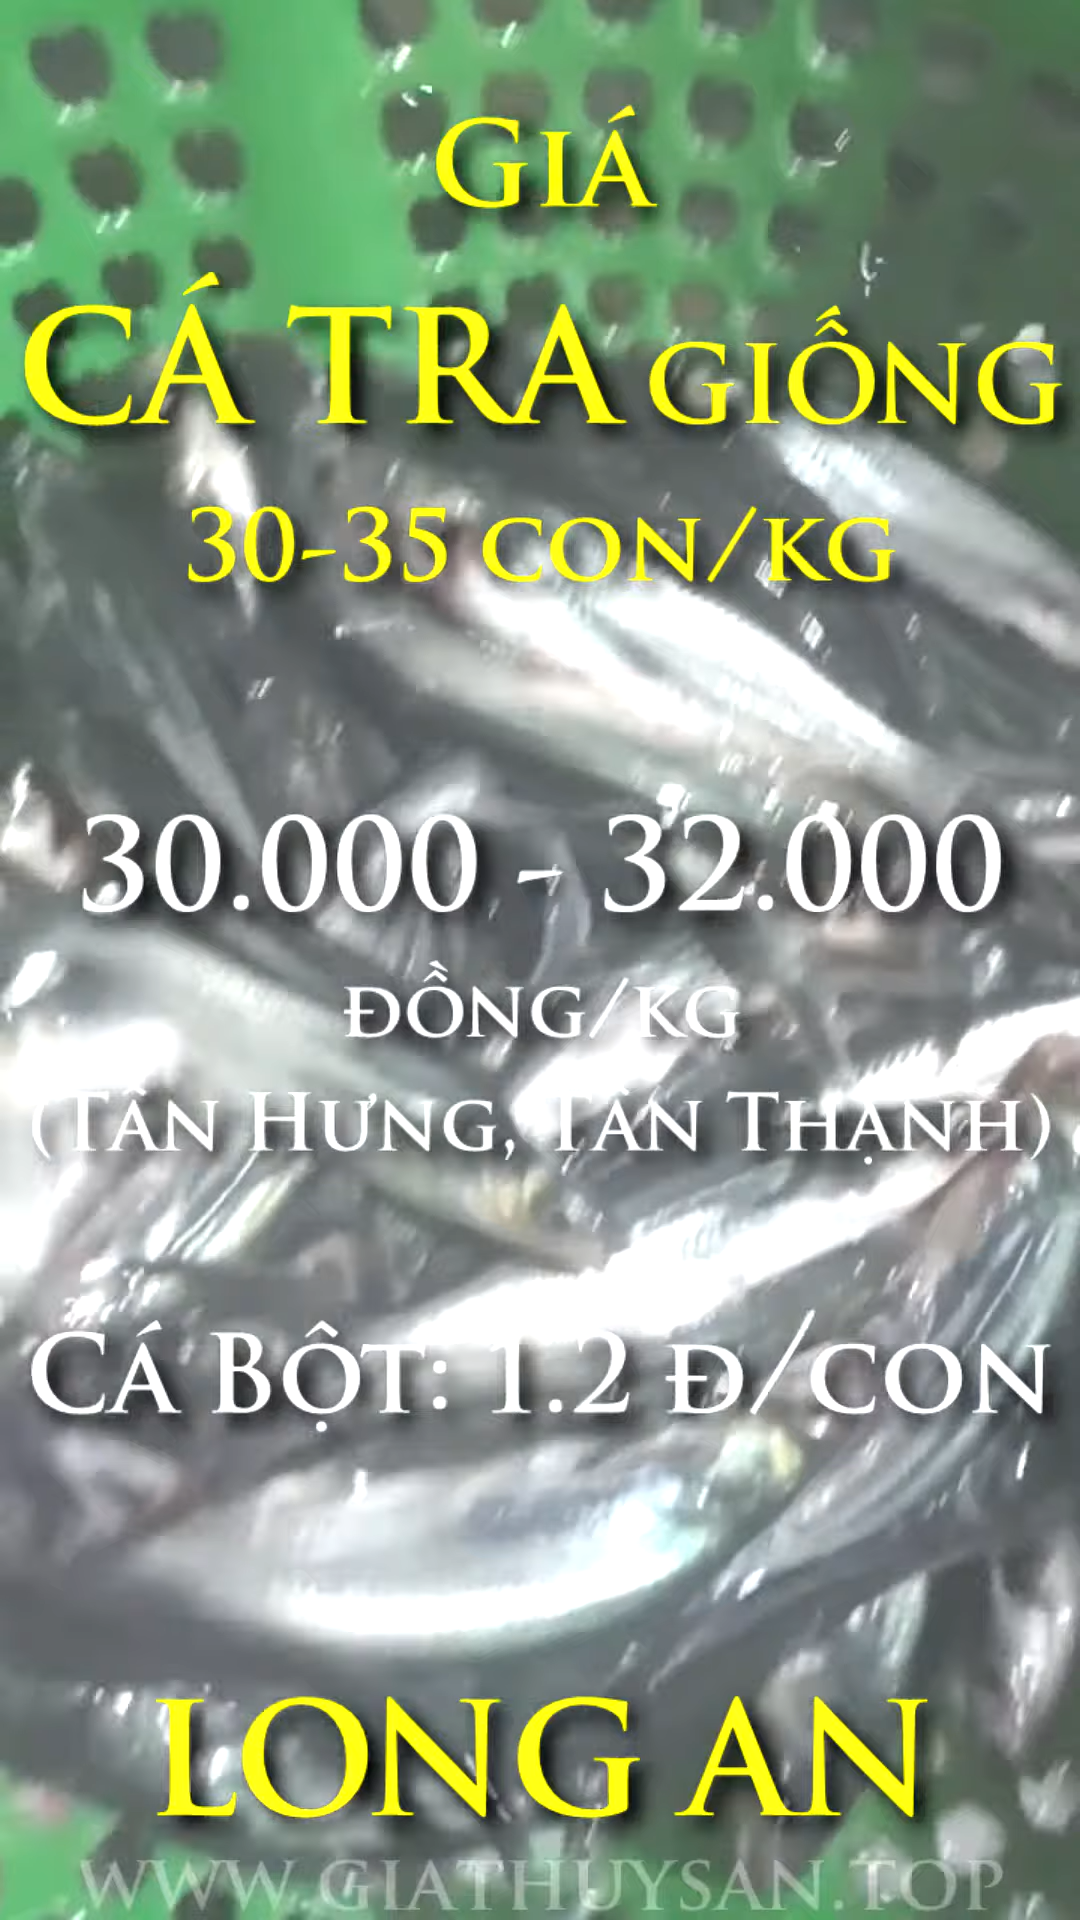 Giá
CÁ TRA GIỐNG
30-35 CON/KG
30.000 - 32.000
ĐỒNG/KG
(Tân Hưng, Tân Thạnh)
Cá Bột: 1.2 Đ/CON
LONG AN
WWW.GIATHUYSAN.TOP